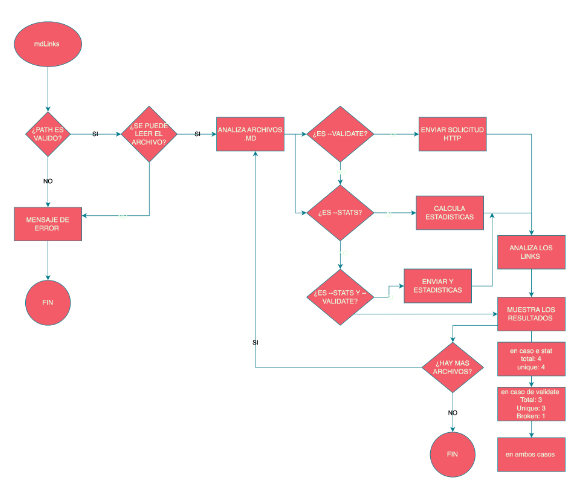 mdLinks
¿PATH ES
VALIDO?
SI
¿SE PUEDE
LEER EL
ARCHIVO?
SI
ANALIZA ARCHIVOS
.MD
¿ES --VALIDATE?
ENVIAR SOLICITUD
HTTP
NO
MENSAJE DE
ERROR
¿ES --STATS?
CALCULA
ESTADISTICAS
ANALIZA LOS
LINKS
FIN
¿ES --STATS Y --
VALIDATE?
ENVIAR Y
ESTADISTICAS
MUESTRA LOS
RESULTADOS
SI
¿HAY MAS
ARCHIVOS?
en caso e stat
total: 4
unique: 4
en caso de validate
Total: 3
Unique: 3
Broken: 1
NO
FIN
en ambos casos